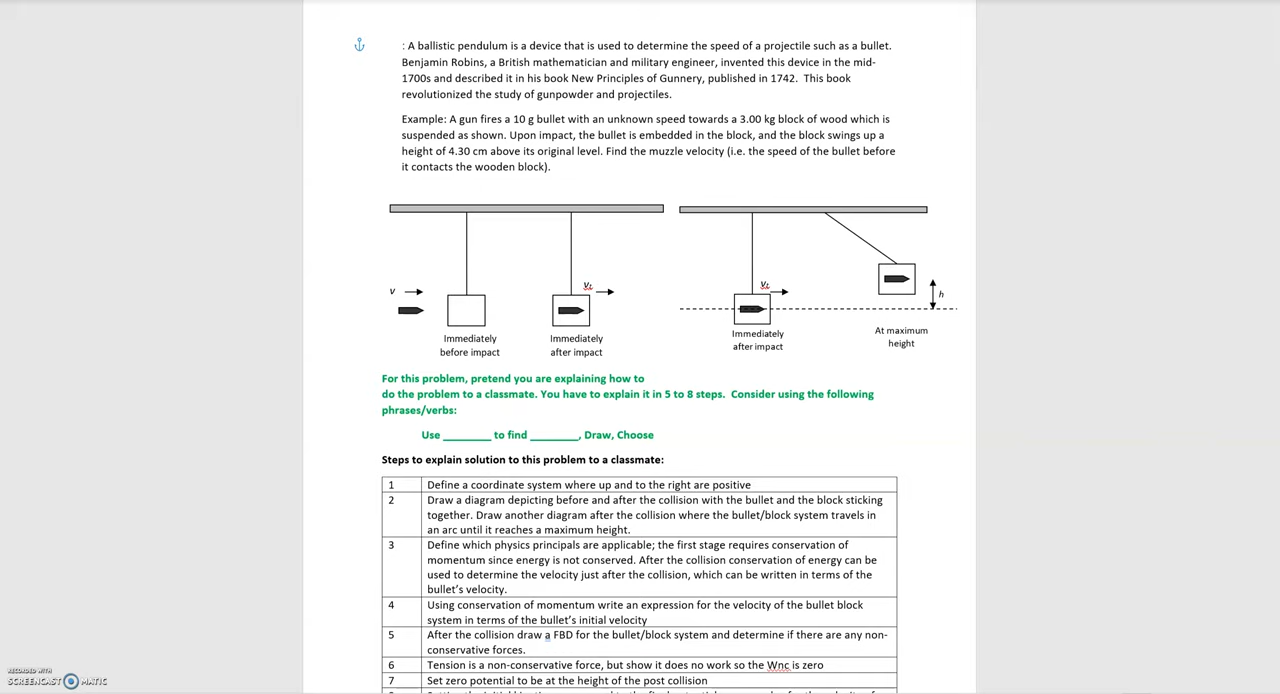 : A ballistic pendulum is a device that is used to determine the speed of a projectile such as a bullet.
Benjamin Robins, a British mathematician and military engineer, invented this device in the mid-
1700s and described it in his book New Principles of Gunnery, published in 1742.  This book
revolutionized the study of gunpowder and projectiles.
Example: A gun fires a 10 g bullet with an unknown speed towards a 3.00 kg block of wood which is
suspended as shown. Upon impact, the bullet is embedded in the block, and the block swings up a
height of 4.30 cm above its original level. Find the muzzle velocity (i.e. the speed of the bullet before
it contacts the wooden block).
v
Vt
Vt
h
Immediately
before impact
Immediately
after impact
Immediately
after impact
At maximum
height
For this problem, pretend you are explaining how to
do the problem to a classmate. You have to explain it in 5 to 8 steps.  Consider using the following
phrases/verbs:
Use ________ to find ________, Draw, Choose
Steps to explain solution to this problem to a classmate:
1 Define a coordinate system where up and to the right are positive
2 Draw a diagram depicting before and after the collision with the bullet and the block sticking
together. Draw another diagram after the collision where the bullet/block system travels in
an arc until it reaches a maximum height.
3 Define which physics principals are applicable; the first stage requires conservation of
momentum since energy is not conserved. After the collision conservation of energy can be
used to determine the velocity just after the collision, which can be written in terms of the
bullet's velocity.
4 Using conservation of momentum write an expression for the velocity of the bullet block
system in terms of the bullet's initial velocity
5 After the collision draw a FBD for the bullet/block system and determine if there are any non-
conservative forces.
6 Tension is a non-conservative force, but show it does no work so the Wnc is zero
7 Set zero potential to be at the height of the post collision
RECORDED WITH
SCREENCAST MATIC